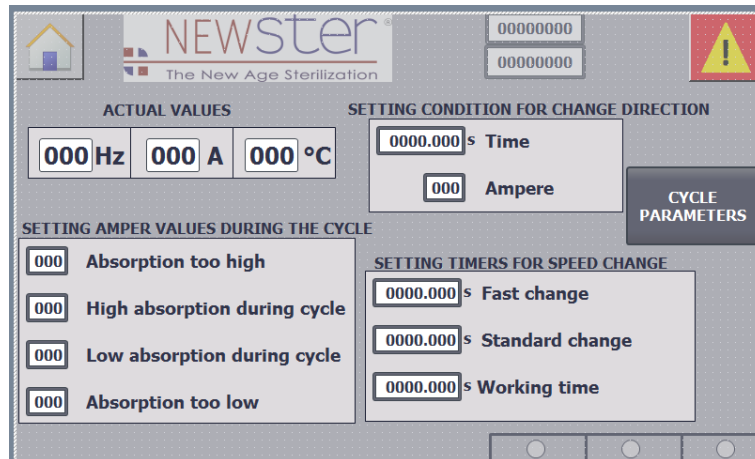 NEWSter®
The New Age Sterilization
00000000
00000000
ACTUAL VALUES
000 Hz 000 A 000 °C
SETTING CONDITION FOR CHANGE DIRECTION
0000.000 s Time
000 Ampere
CYCLE
PARAMETERS
SETTING AMPER VALUES DURING THE CYCLE
000 Absorption too high
000 High absorption during cycle
000 Low absorption during cycle
000 Absorption too low
SETTING TIMERS FOR SPEED CHANGE
0000.000 s Fast change
0000.000 s Standard change
0000.000 s Working time